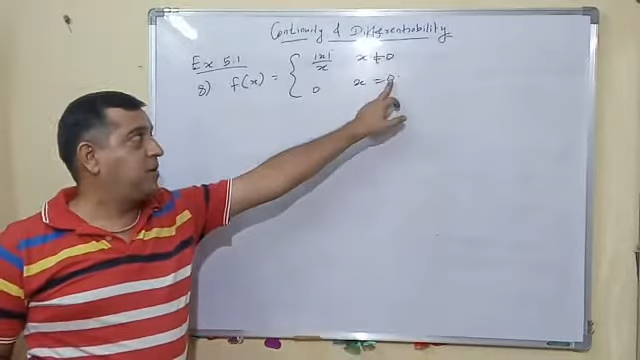 Continuity & Differentiability
Ex 5.1
8) f(x) = { |x|/x x ≠ 0
0 x = 0